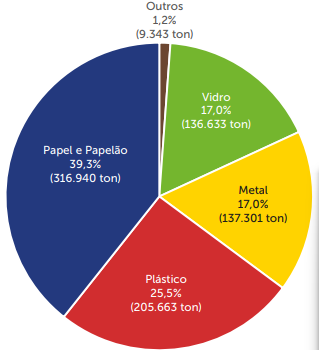 Outros
1,2%
(9.343 ton)
Vidro
17,0%
(136.633 ton)
Papel e Papelão
39,3%
(316.940 ton)
Metal
17,0%
(137.301 ton)
Plástico
25,5%
(205.663 ton)